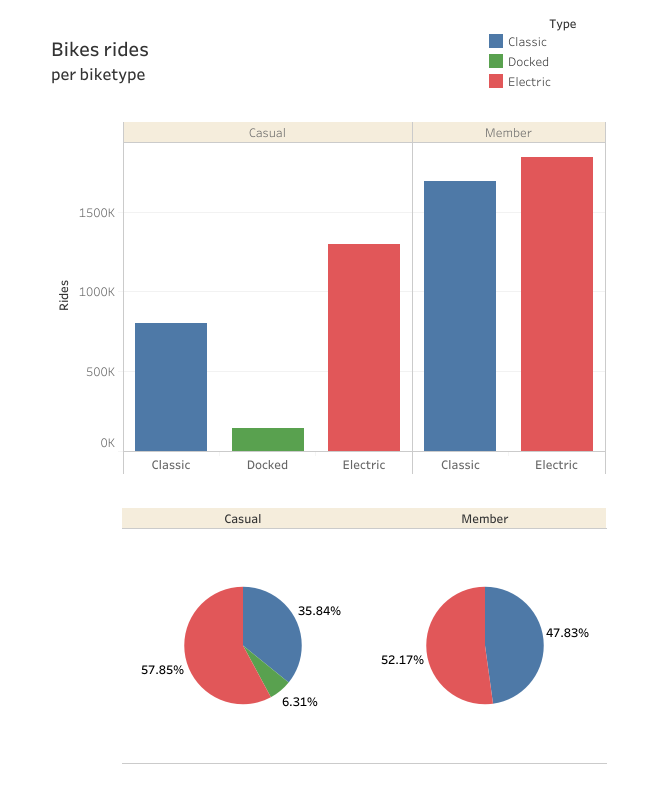 Type
Bikes rides
per biketype
Classic
Docked
Electric
Casual
Member
1500K
1000K
Rides
500K
0K
Classic
Docked
Electric
Classic
Electric
Casual
Member
35.84%
57.85%
6.31%
47.83%
52.17%